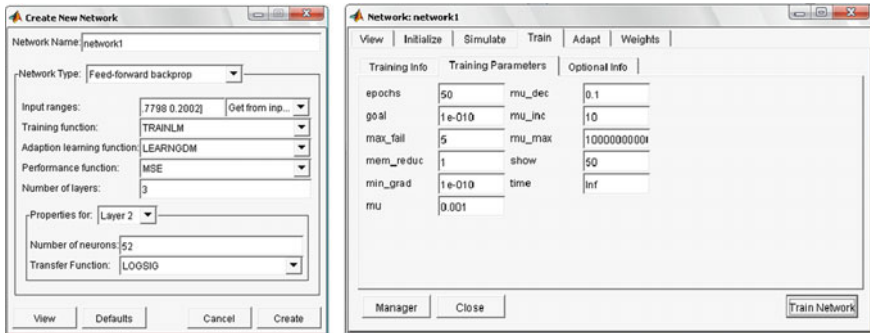 Create New Network
Network Name: network1
Network Type: Feed-forward backprop
Input ranges: .7798 0.2002] Get from inp...
Training function: TRAINLM
Adaption learning function: LEARNGDM
Performance function: MSE
Number of layers: 3
Properties for: Layer 2
Number of neurons: 52
Transfer Function: LOGSIG
View Defaults Cancel Create
Network: network1
View Initialize Simulate Train Adapt Weights
Training Info Training Parameters Optional Info
epochs 50 mu_dec 0.1
goal 1e-010 mu_inc 10
max_fail 5 mu_max
mem_reduc 1 show 50
min_grad 1e-010 time Inf
mu 0.001
Manager Close Train Network